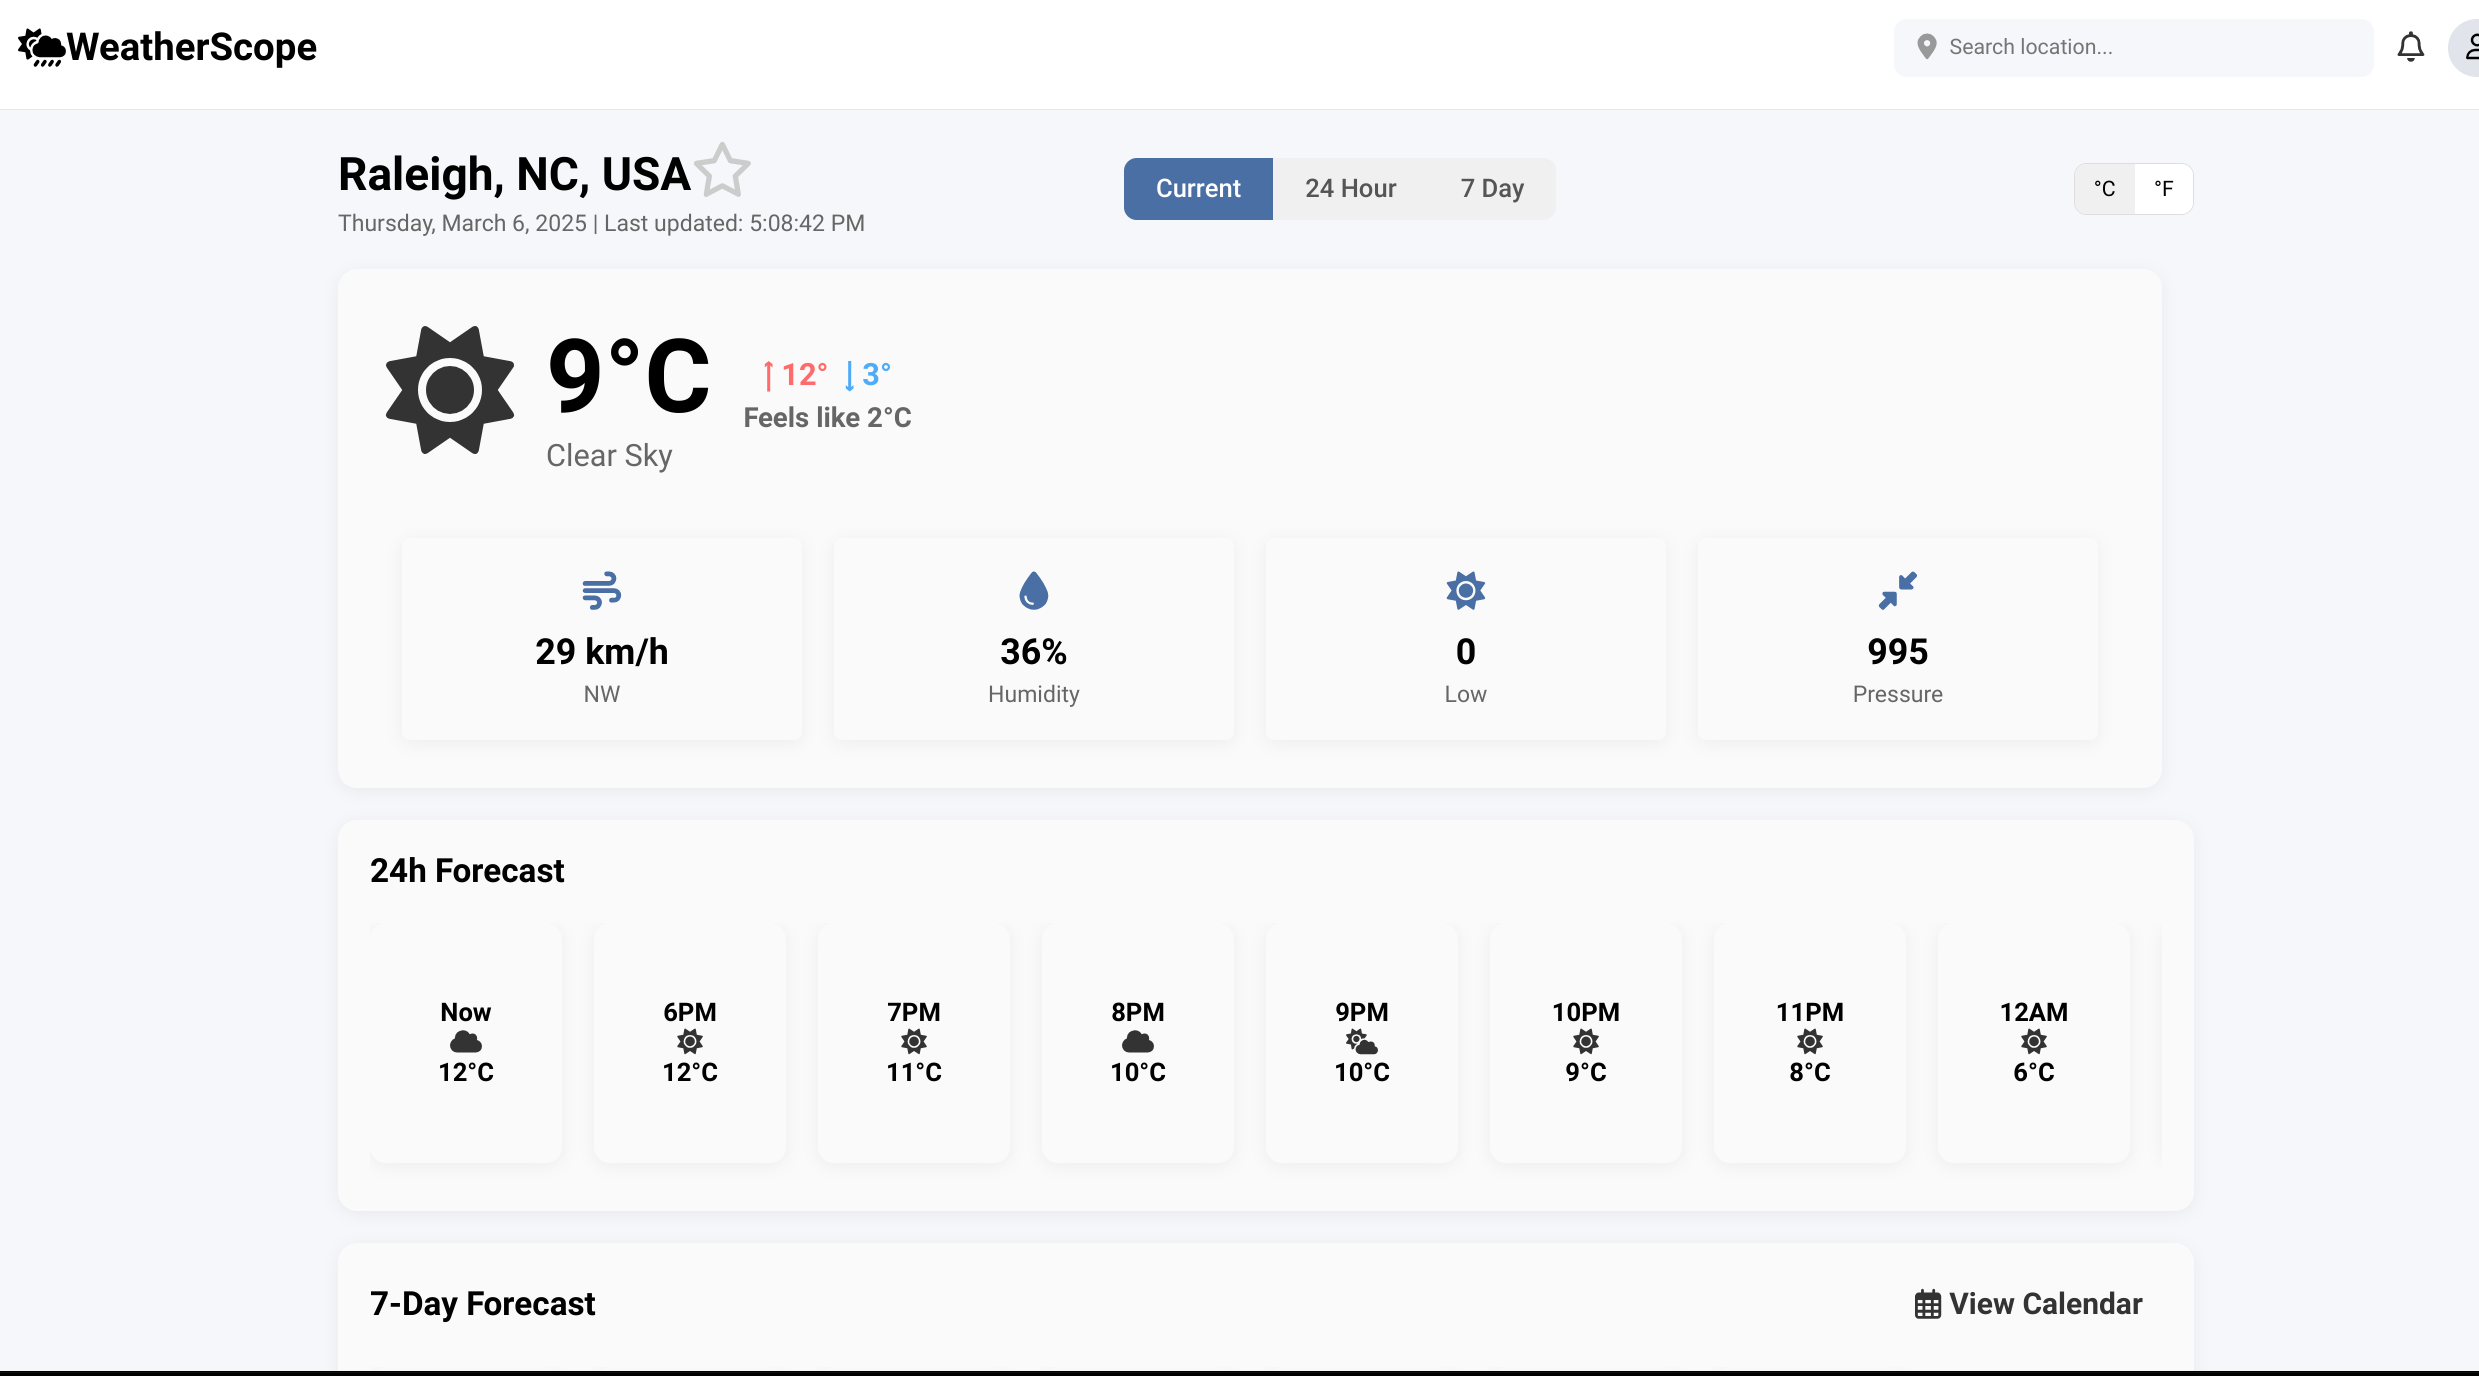 WeatherScope
Search location...
Raleigh, NC, USA
Thursday, March 6, 2025 | Last updated: 5:08:42 PM
Current 24 Hour 7 Day
°C °F
9°C
↑12° ↓3°
Feels like 2°C
Clear Sky
29 km/h
NW
36%
Humidity
0
Low
995
Pressure
24h Forecast
Now
12°C
6PM
12°C
7PM
11°C
8PM
10°C
9PM
10°C
10PM
9°C
11PM
8°C
12AM
6°C
7-Day Forecast
View Calendar